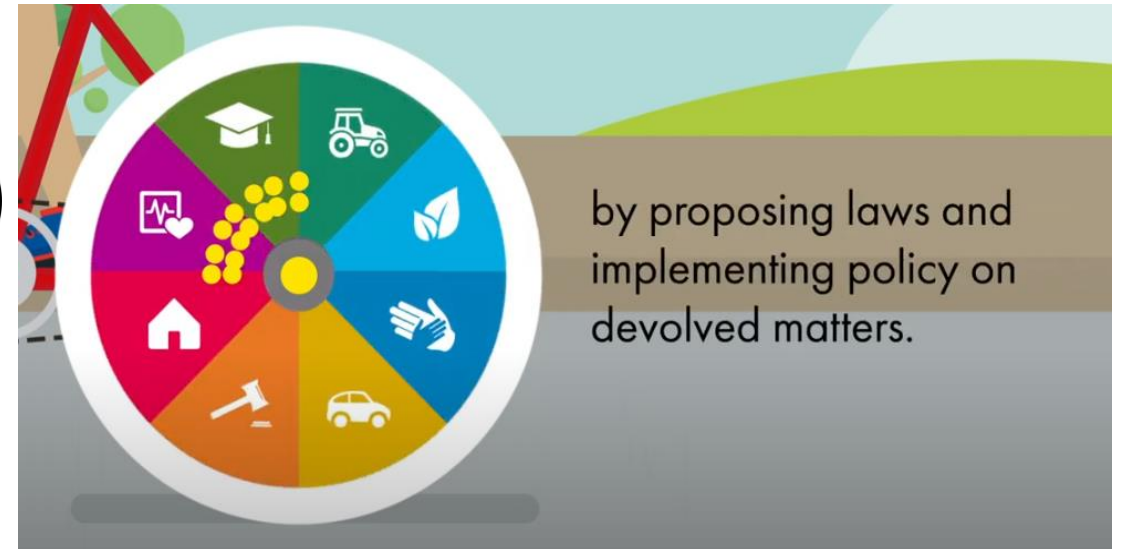 by proposing laws and
implementing policy on
devolved matters.